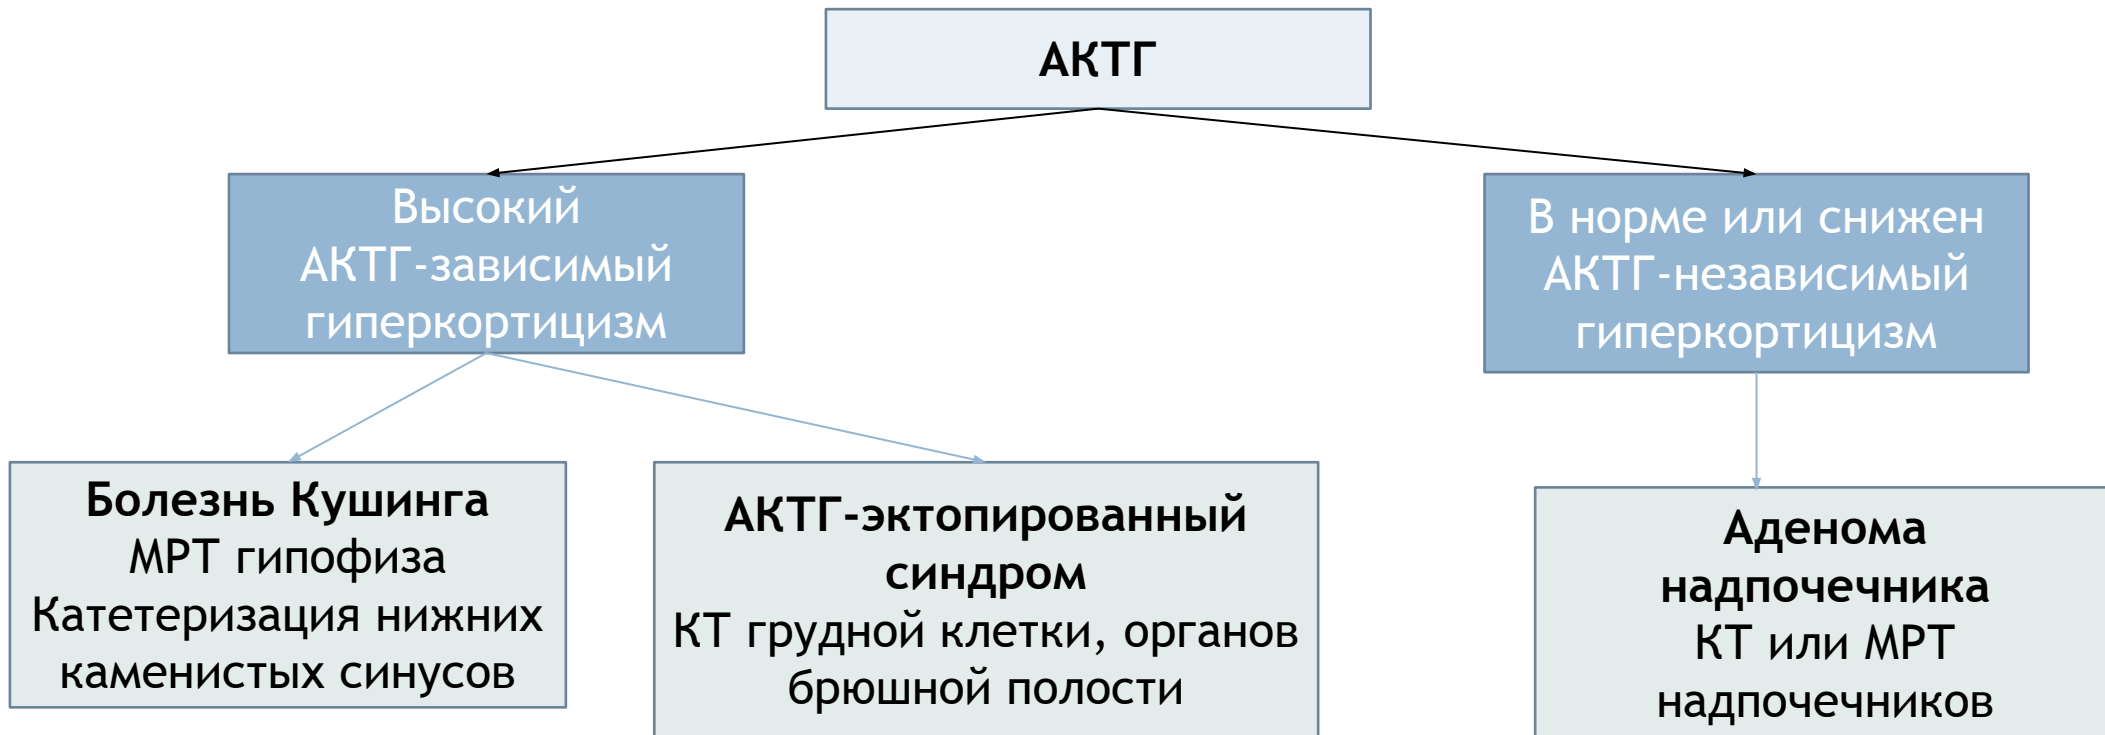 АКТГ
Высокий
АКТГ-зависимый
гиперкортицизм
В норме или снижен
АКТГ-независимый
гиперкортицизм
Болезнь Кушинга
МРТ гипофиза
Катетеризация нижних
каменистых синусов
АКТГ-эктопированный
синдром
КТ грудной клетки, органов
брюшной полости
Аденома
надпочечника
КТ или МРТ
надпочечников